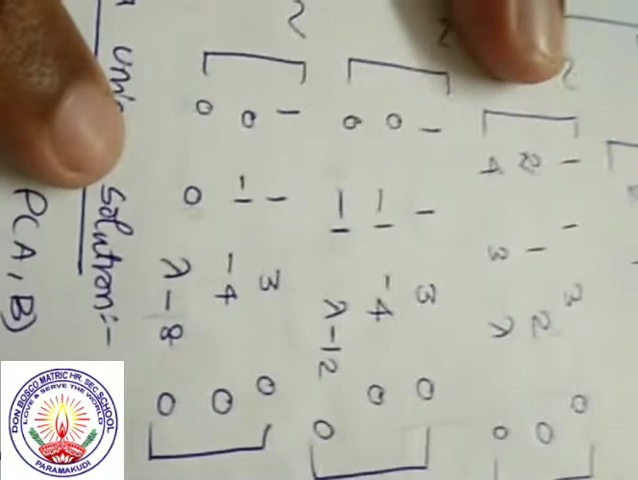 ~
1 1 3 0
2 1 2 0
4 3 λ 0
~
1 1 3 0
0 -1 -4 0
0 -1 λ-12 0
~
1 1 3 0
0 -1 -4 0
0 0 λ-8 0
solution:-
P(A, B)
DON BOSCO MATRIC HR SEC SCHOOL
LOVE & SERVE THE WORLD
PARAMAKUDI